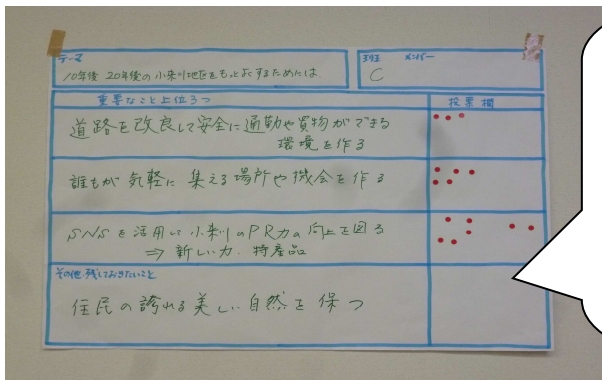 テーマ
10年後 20年後の小来川地区をもっとよくするためには
班 メンバー
C
重要なこと上位3つ
投票欄
道路を改良して安全に通勤や買物ができる
環境を作る
誰もが気軽に集える場所や機会を作る
SNSを活用して小来川のPR力の向上を図る
⇒ 新しい力、特産品
その他残しておきたいこと
住民の誇れる美しい自然を保つ